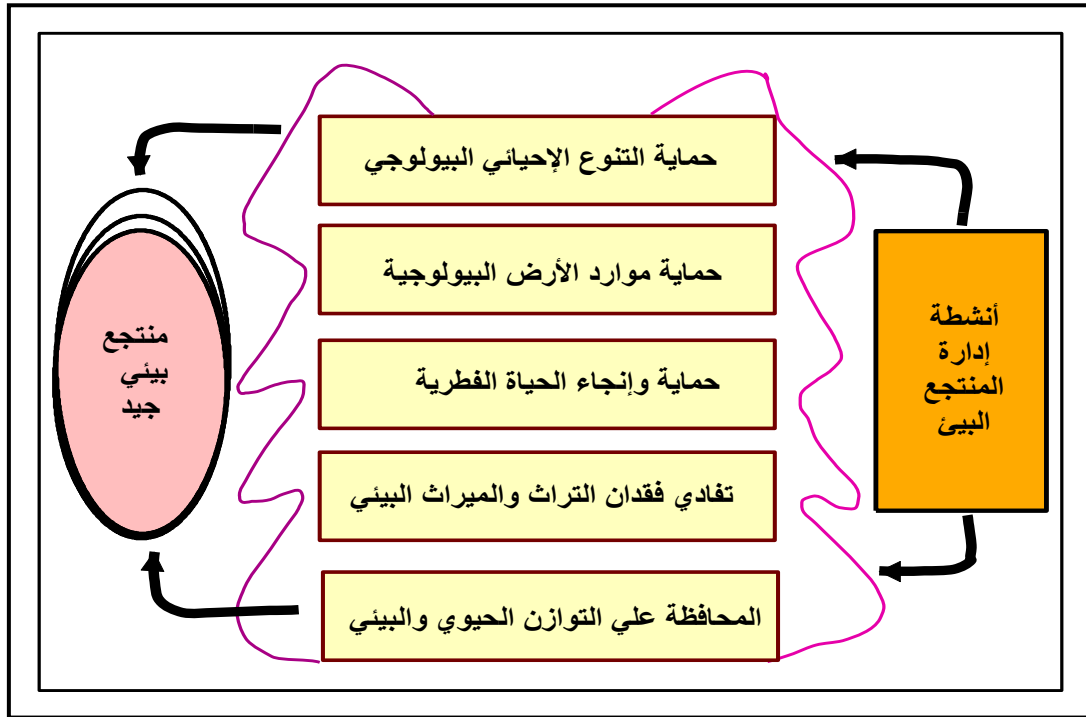 أنشطة
إدارة
المنتجع
البيئ
حماية التنوع الإحيائي البيولوجي
حماية موارد الأرض البيولوجية
حماية وإنجاء الحياة الفطرية
تفادي فقدان التراث والميراث البيئي
المحافظة علي التوازن الحيوي والبيئي
منتجع
بيئي
جيد